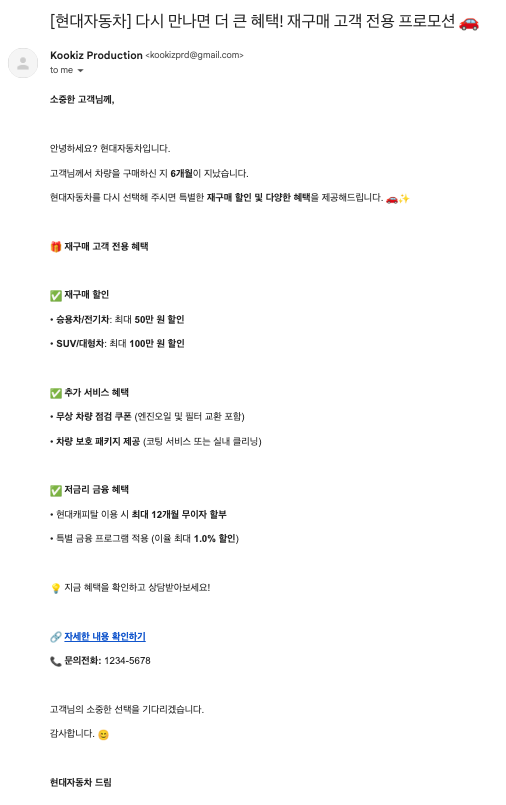 [현대자동차] 다시 만나면 더 큰 혜택! 재구매 고객 전용 프로모션 🚗
Kookiz Production <kookizprd@gmail.com>
to me
소중한 고객님께,
안녕하세요? 현대자동차입니다.
고객님께서 차량을 구매하신 지 6개월이 지났습니다.
현대자동차를 다시 선택해 주시면 특별한 재구매 할인 및 다양한 혜택을 제공해드립니다. 🚗✨
🎁 재구매 고객 전용 혜택
✅ 재구매 할인
• 승용차/전기차: 최대 50만 원 할인
• SUV/대형차: 최대 100만 원 할인
✅ 추가 서비스 혜택
• 무상 차량 점검 쿠폰 (엔진오일 및 필터 교환 포함)
• 차량 보호 패키지 제공 (코팅 서비스 또는 실내 클리닝)
✅ 저금리 금융 혜택
• 현대캐피탈 이용 시 최대 12개월 무이자 할부
• 특별 금융 프로그램 적용 (이율 최대 1.0% 할인)
💡 지금 혜택을 확인하고 상담받아보세요!
🔗 자세한 내용 확인하기
📞 문의전화: 1234-5678
고객님의 소중한 선택을 기다리겠습니다.
감사합니다. 😊
현대자동차 드림